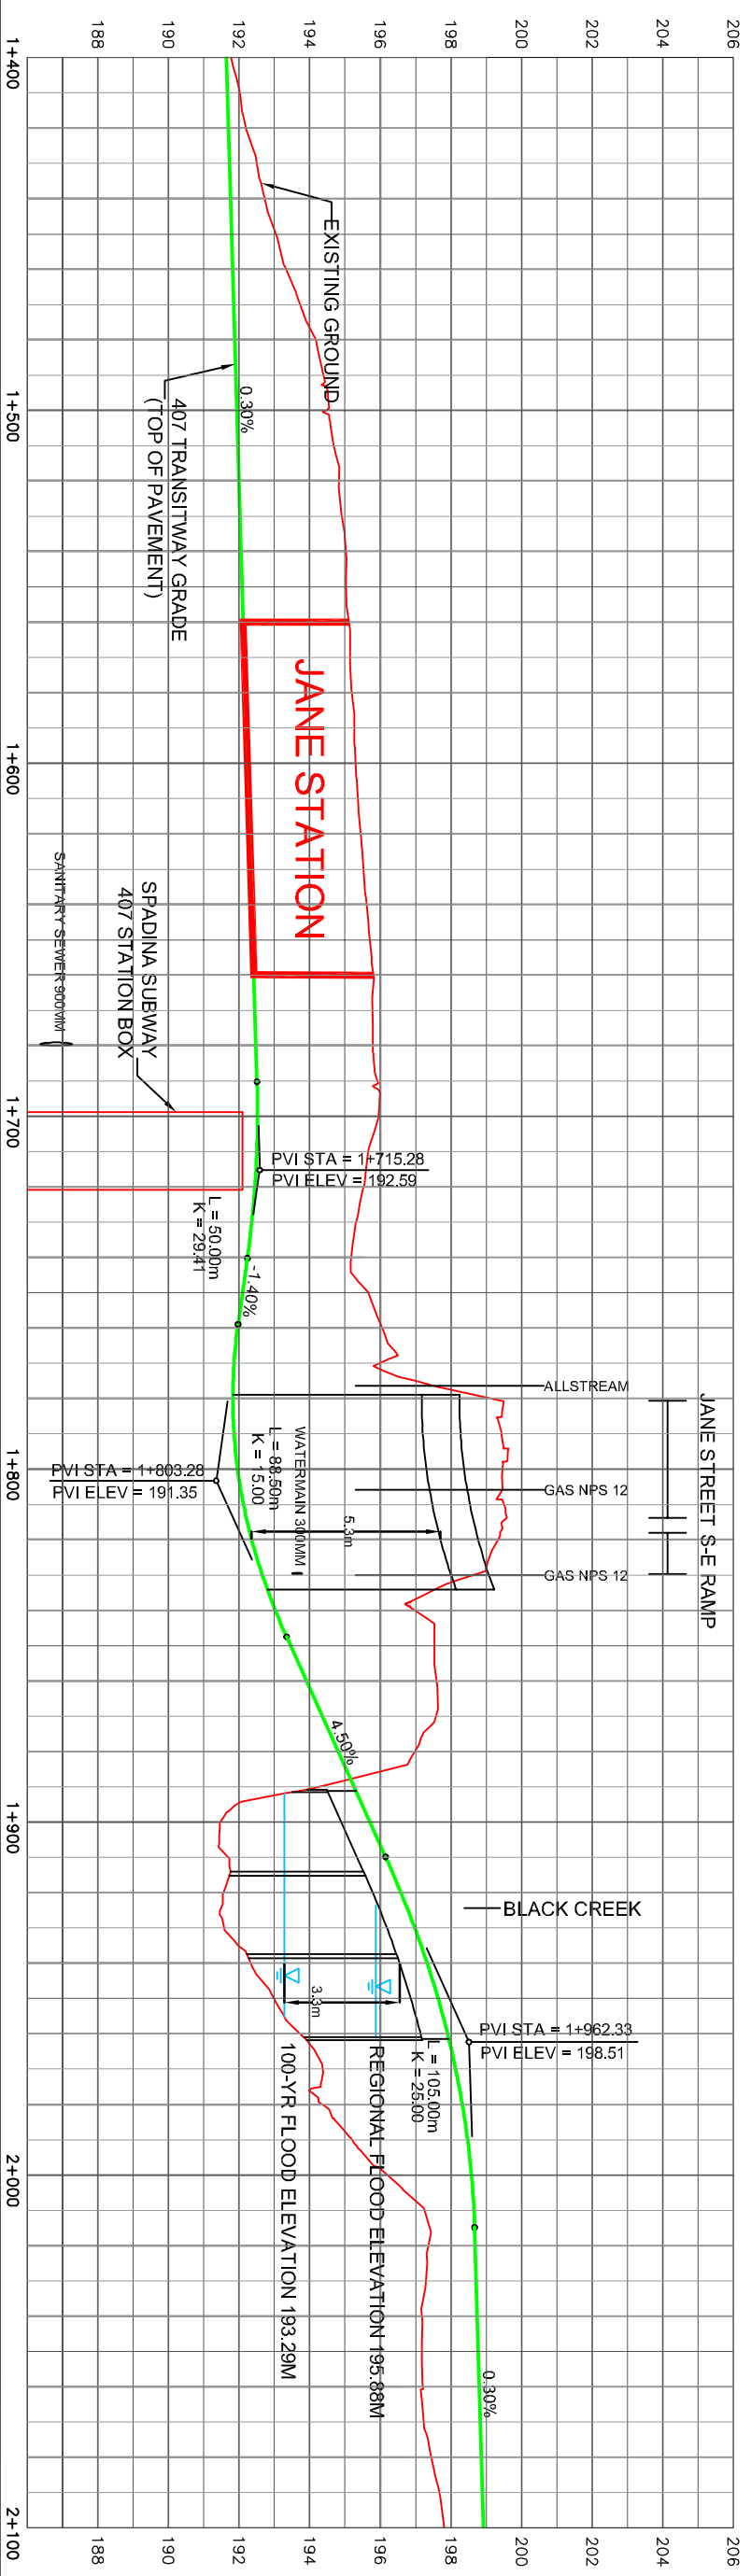 206
204
202
200
198
196
194
192
190
188
1+400
1+500
1+600
1+700
1+800
1+900
2+000
2+100
206
204
202
200
198
196
194
192
190
188
EXISTING GROUND
0.30%
407 TRANSITWAY GRADE
(TOP OF PAVEMENT)
JANE STATION
SPADINA SUBWAY
407 STATION BOX
SANITARY SEWER 900MM
PVI STA = 1+715.28
PVI ELEV = 192.59
L = 50.00m
K = 29.41
-1.40%
ALLSTREAM
GAS NPS 12
GAS NPS 12
JANE STREET S-E RAMP
5.3m
WATERMAIN 300MM
L = 88.50m
K = 15.00
PVI STA = 1+803.28
PVI ELEV = 191.35
4.50%
BLACK CREEK
3.3m
PVI STA = 1+962.33
PVI ELEV = 198.51
L = 105.00m
K = 25.00
REGIONAL FLOOD ELEVATION 195.88M
100-YR FLOOD ELEVATION 193.29M
0.30%